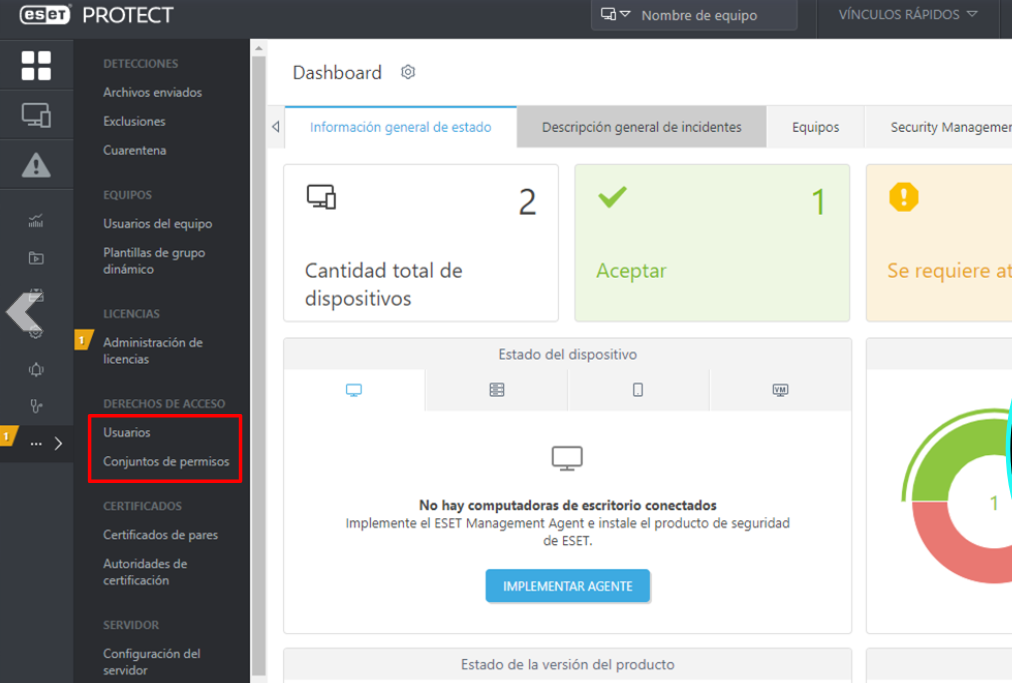 eset PROTECT
Nombre de equipo
VÍNCULOS RÁPIDOS
DETECCIONES
Archivos enviados
Exclusiones
Cuarentena
EQUIPOS
Usuarios del equipo
Plantillas de grupo
dinámico
LICENCIAS
1
Administración de
licencias
DERECHOS DE ACCESO
Usuarios
Conjuntos de permisos
1
...
CERTIFICADOS
Certificados de pares
Autoridades de
certificación
SERVIDOR
Configuración del
servidor
Dashboard
Información general de estado
Descripción general de incidentes
Equipos
Security Managemen
2
Cantidad total de
dispositivos
1
Aceptar
Se requiere at
Estado del dispositivo
VM
No hay computadoras de escritorio conectados
Implemente el ESET Management Agent e instale el producto de seguridad
de ESET.
IMPLEMENTAR AGENTE
1
Estado de la versión del producto